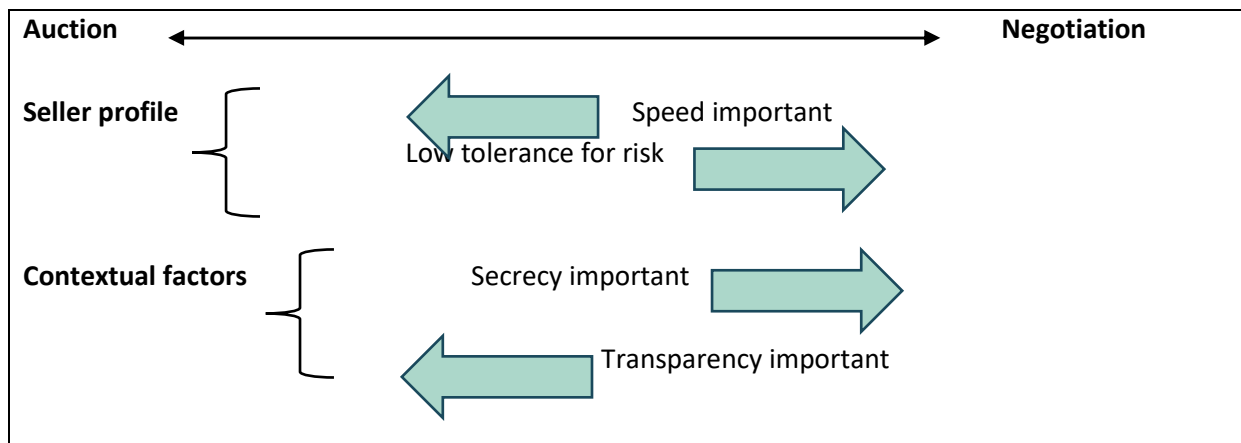 Auction Negotiation
Seller profile Speed important
Low tolerance for risk
Contextual factors Secrecy important
Transparency important